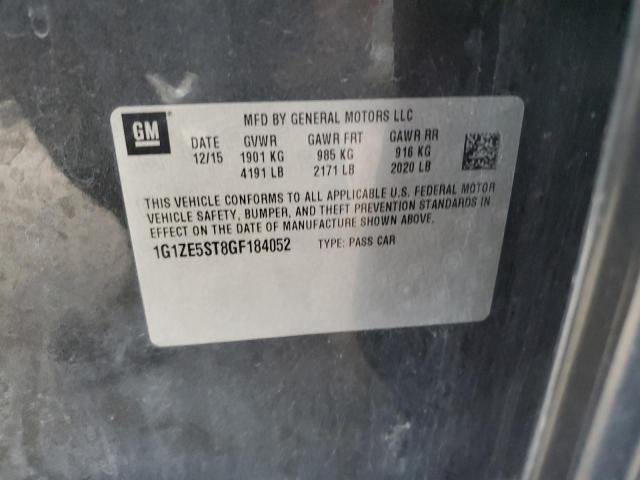 GM
MFD BY GENERAL MOTORS LLC
DATE GVWR GAWR FRT GAWR RR
12/15 1901 KG 985 KG 916 KG
4191 LB 2171 LB 2020 LB
THIS VEHICLE CONFORMS TO ALL APPLICABLE U.S. FEDERAL MOTOR
VEHICLE SAFETY, BUMPER, AND THEFT PREVENTION STANDARDS IN
EFFECT ON THE DATE OF MANUFACTURE SHOWN ABOVE.
1G1ZE5ST8GF184052 TYPE: PASS CAR